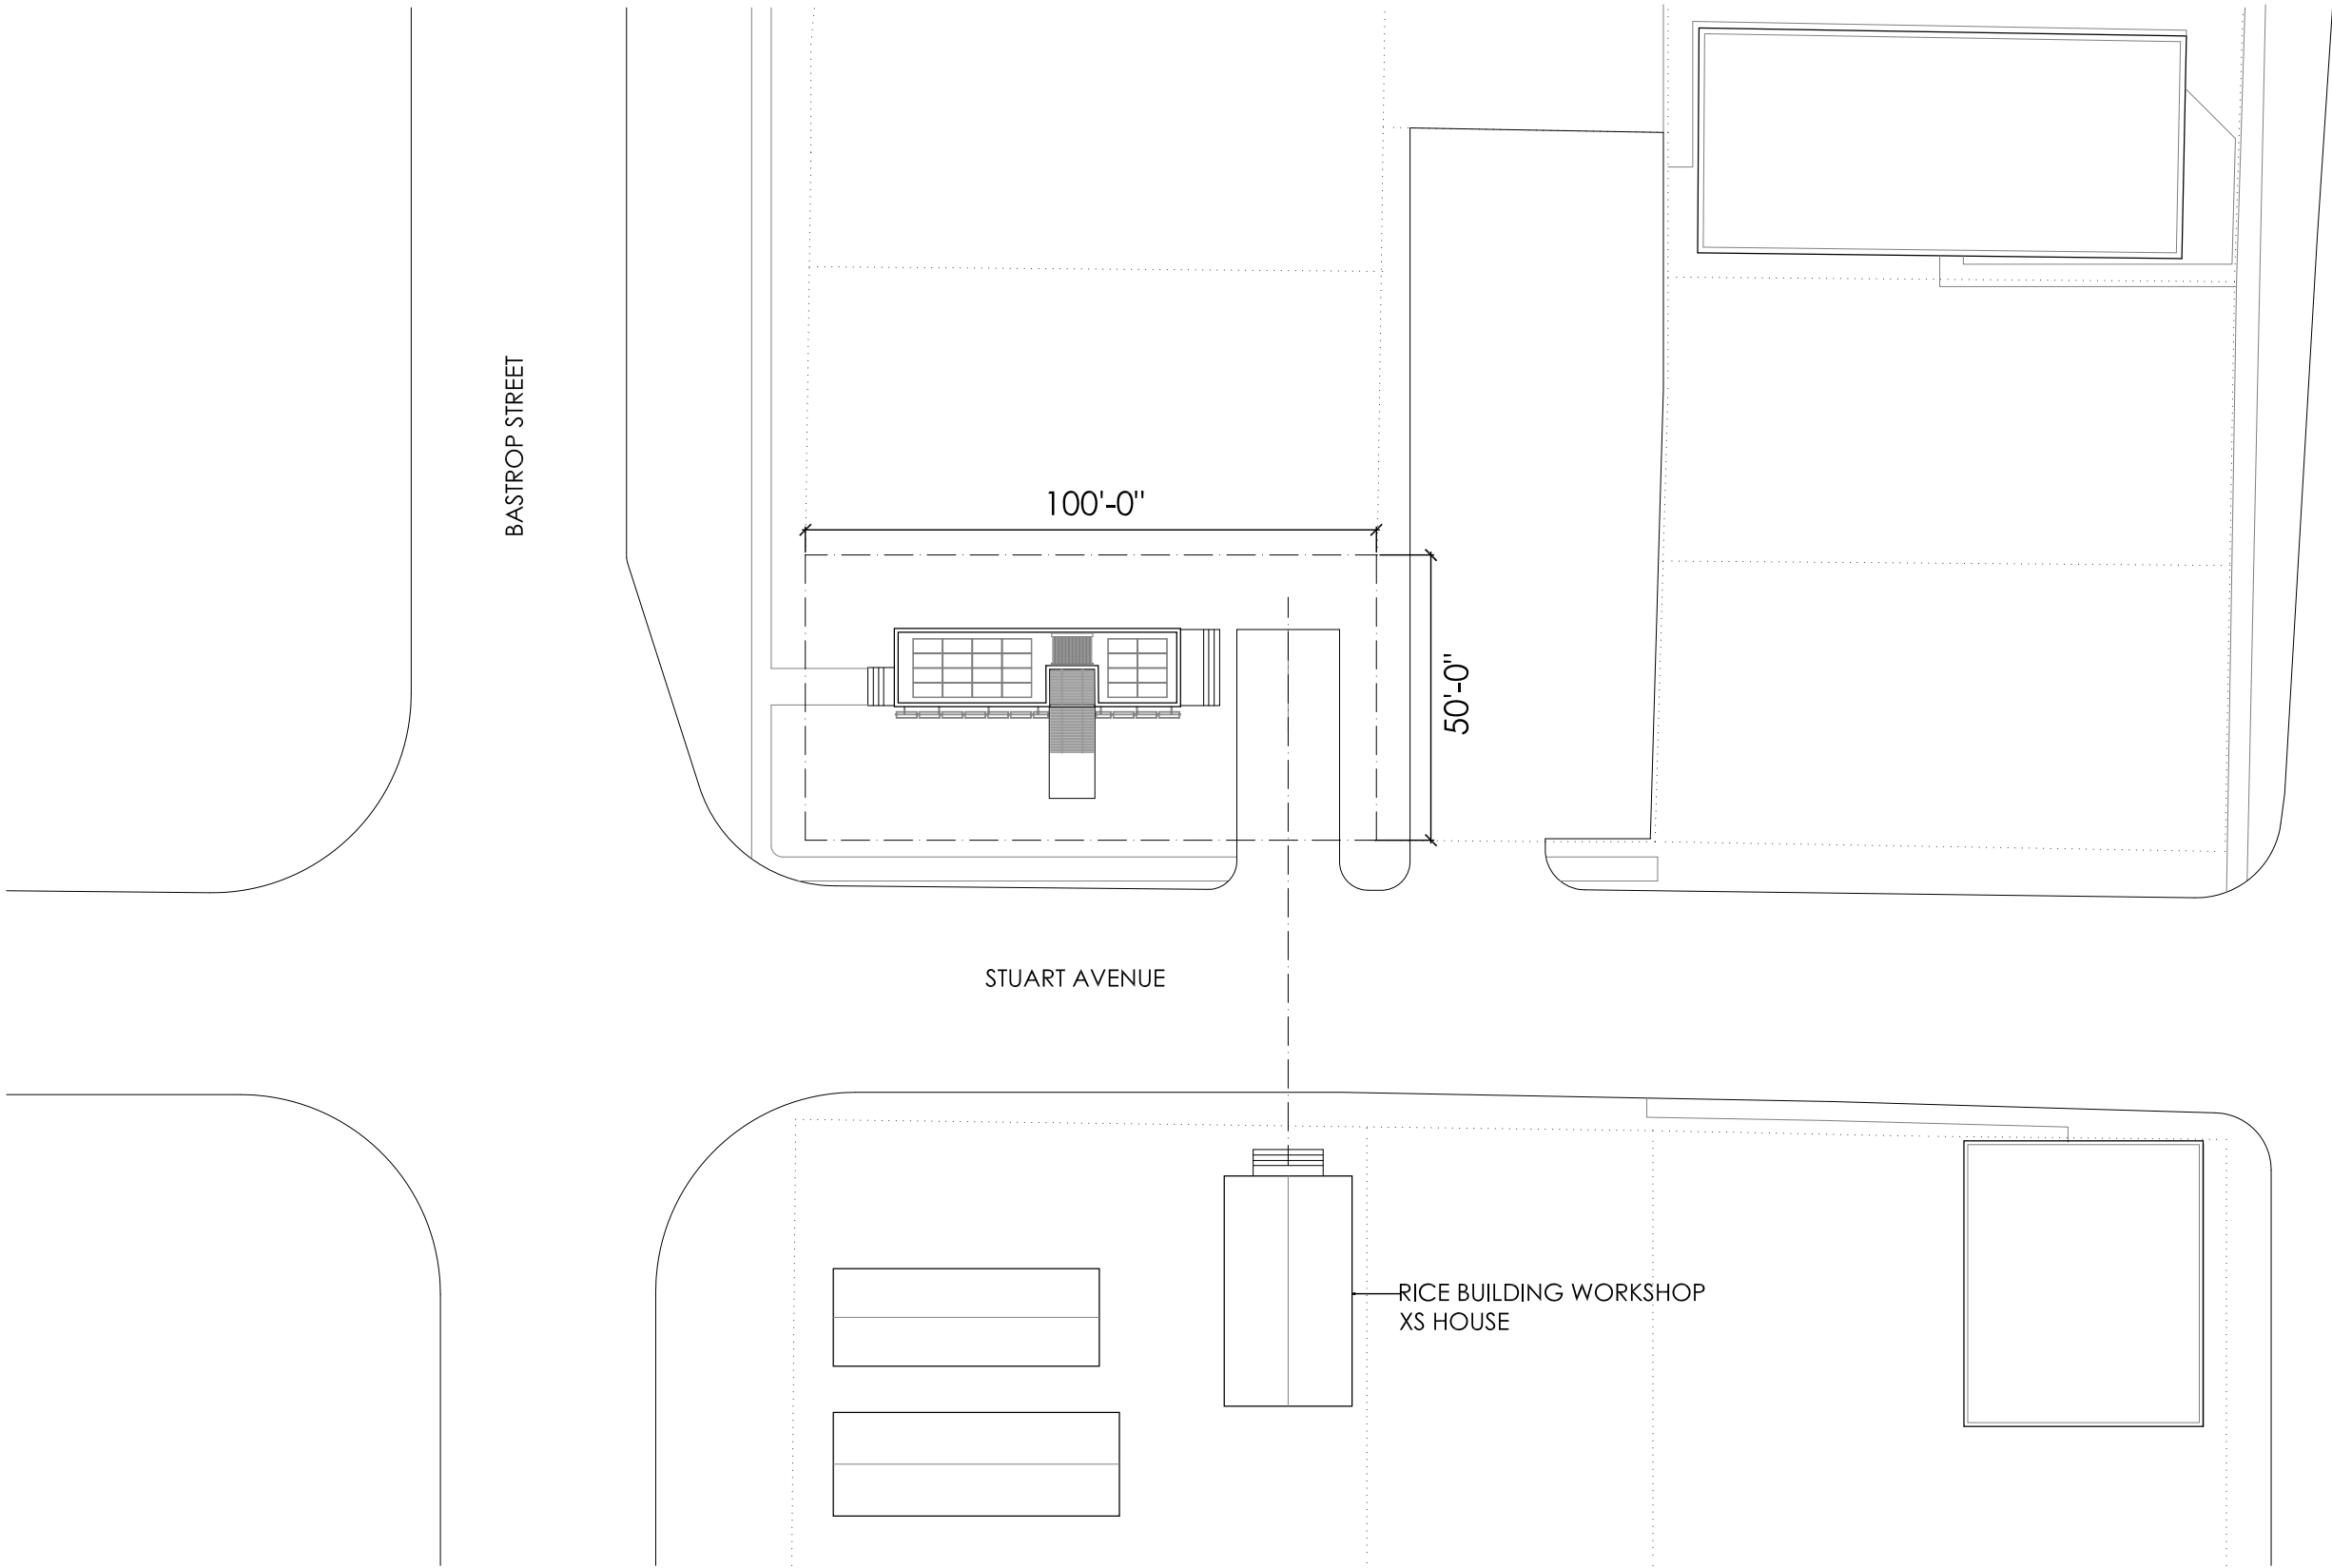 BASTROP STREET
100'-0"
50'-0"
STUART AVENUE
RICE BUILDING WORKSHOP
XS HOUSE